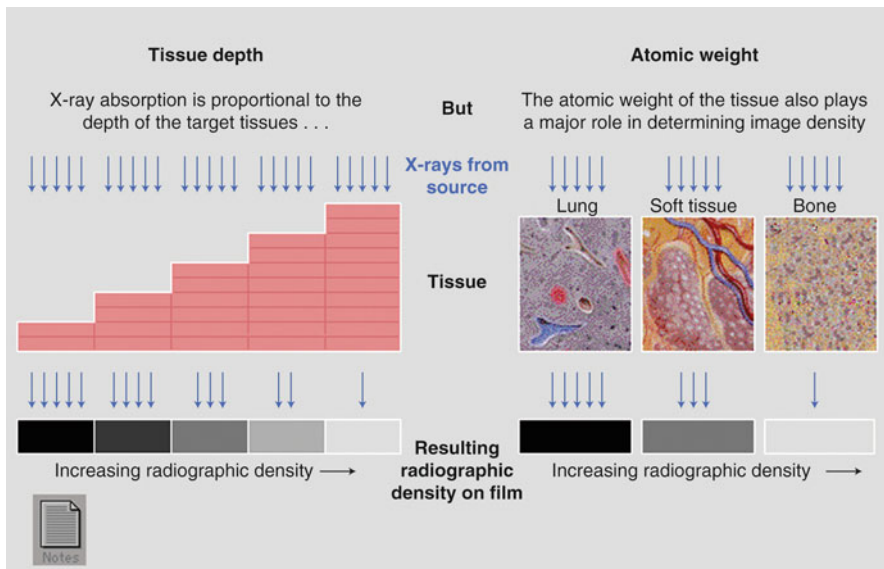 Tissue depth
X-ray absorption is proportional to the
depth of the target tissues . . .
But
Atomic weight
The atomic weight of the tissue also plays
a major role in determining image density
X-rays from
source
Lung
Soft tissue
Bone
Tissue
Resulting
radiographic
density on film
Increasing radiographic density
Increasing radiographic density
Notes